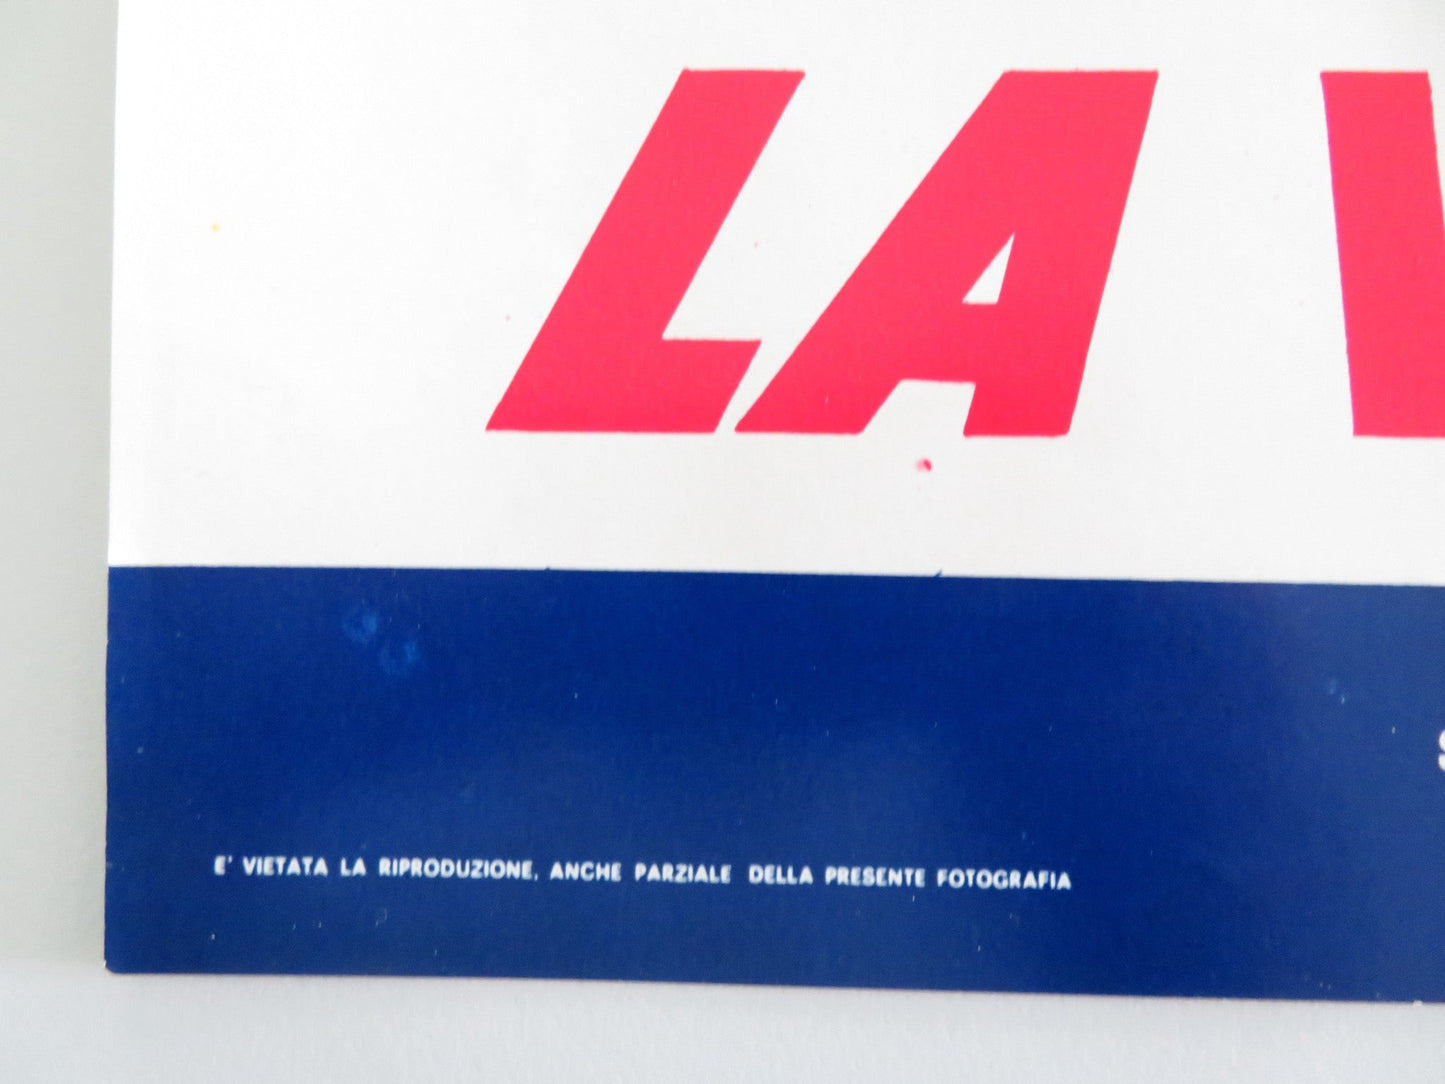 LA V
E' VIETATA LA RIPRODUZIONE, ANCHE PARZIALE DELLA PRESENTE FOTOGRAFIA